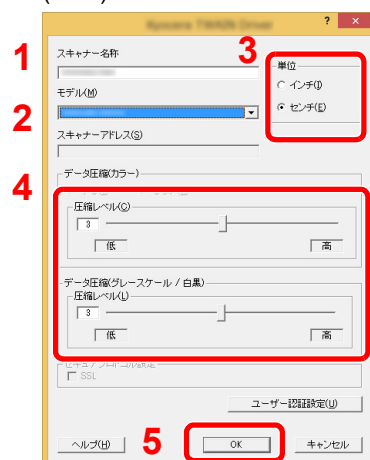 Kyocera TWAIN Driver
? ×
1
スキャナー名称
3
単位
インチ(I)
センチ(E)
モデル(M)
2
スキャナーアドレス(S)
4
データ圧縮(カラー)
圧縮レベル(C)
3
低 高
データ圧縮(グレースケール / 白黒)
圧縮レベル(L)
3
低 高
SSL
ユーザー認証設定(U)
ヘルプ(H)
5
OK
キャンセル